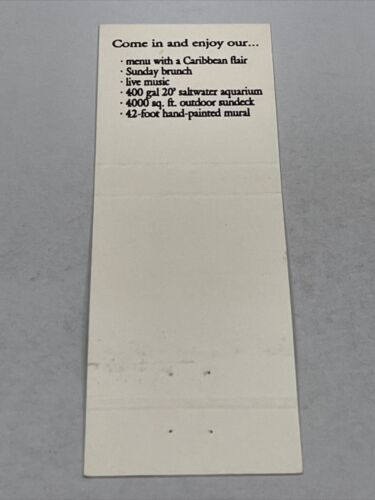 Come in and enjoy our...
· menu with a Caribbean flair
· Sunday brunch
· live music
· 400 gal 20' saltwater aquarium
· 4000 sq. ft. outdoor sundeck
· 42-foot hand-painted mural